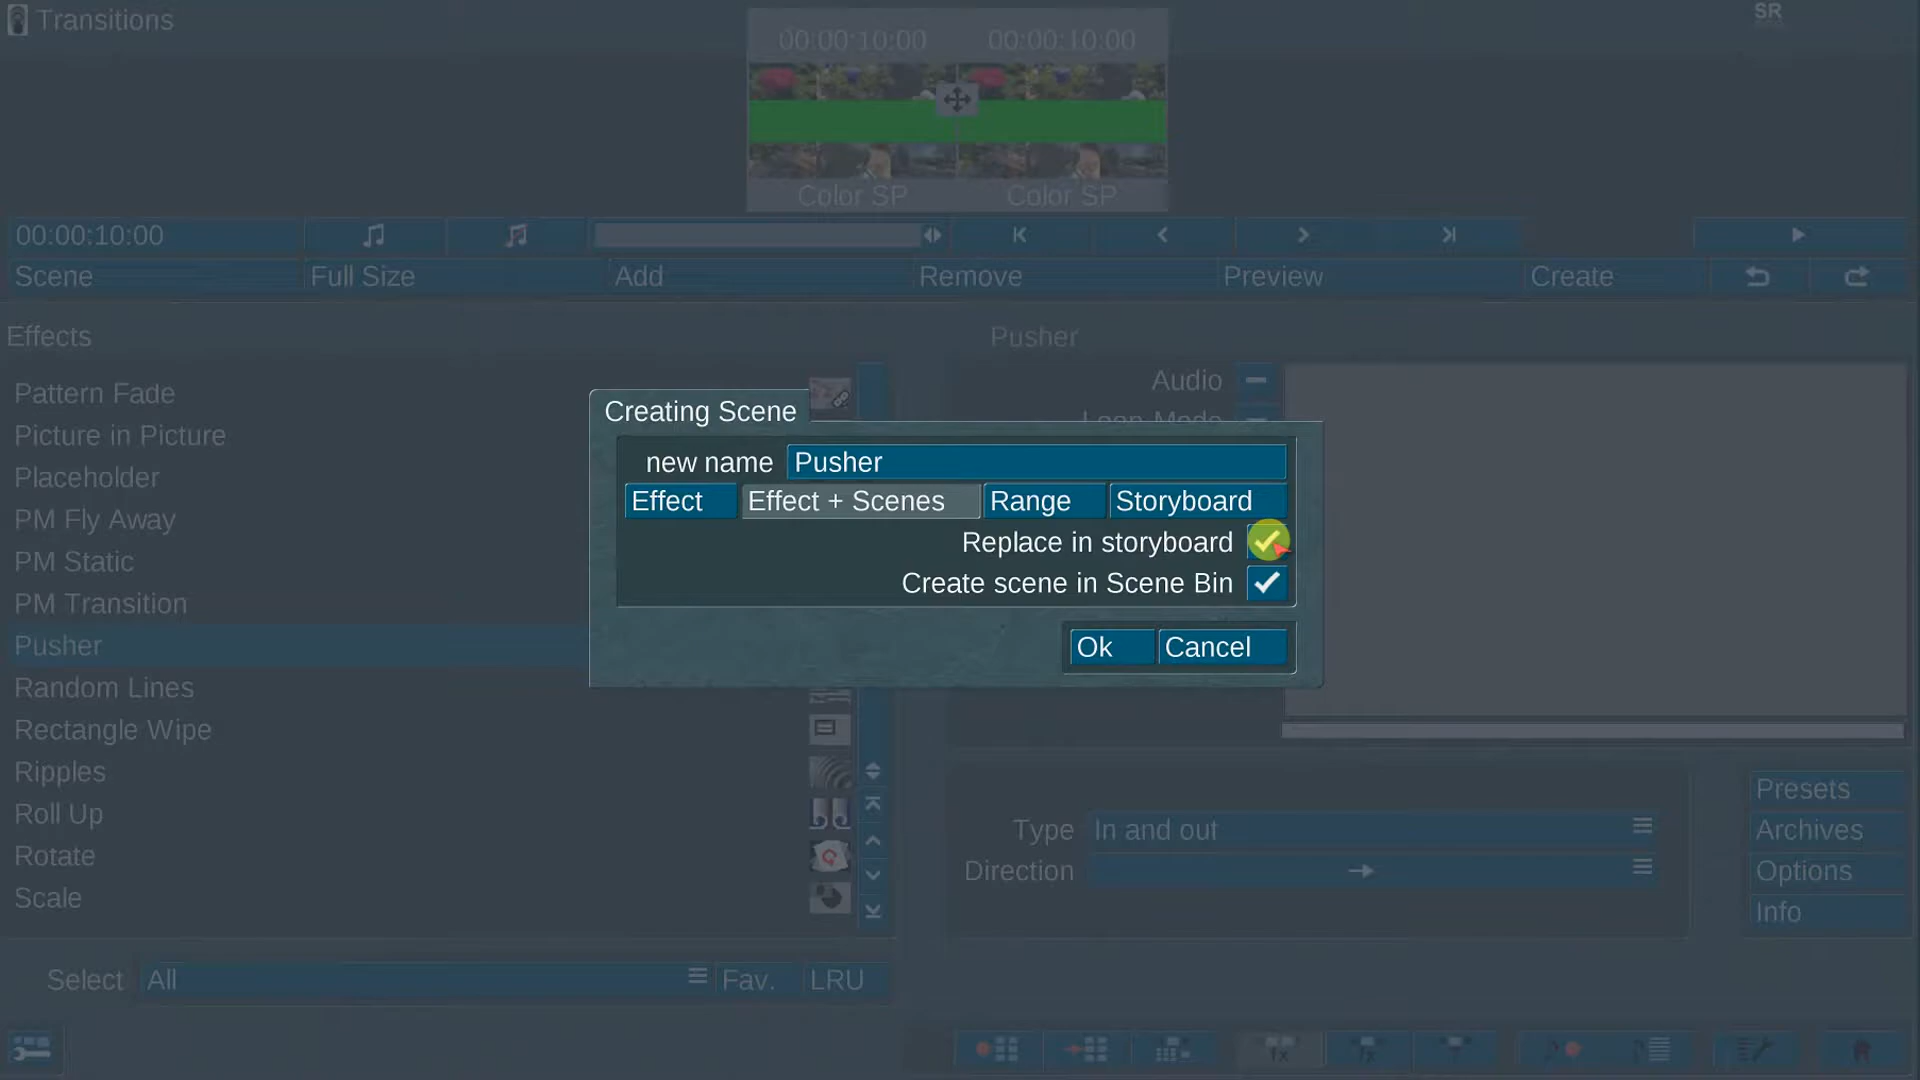 Transitions
SR
00:00:10:00 00:00:10:00
Color SP Color SP
00:00:10:00
Scene Full Size Add Remove Preview Create
Effects
Pusher
Pattern Fade
Picture in Picture
Placeholder
PM Fly Away
PM Static
PM Transition
Pusher
Random Lines
Rectangle Wipe
Ripples
Roll Up
Rotate
Scale
Select All Fav. LRU
Audio
Loop Mode
Creating Scene
new name Pusher
Effect Effect + Scenes Range Storyboard
Replace in storyboard
Create scene in Scene Bin
Ok Cancel
Type In and out
Direction
Presets
Archives
Options
Info